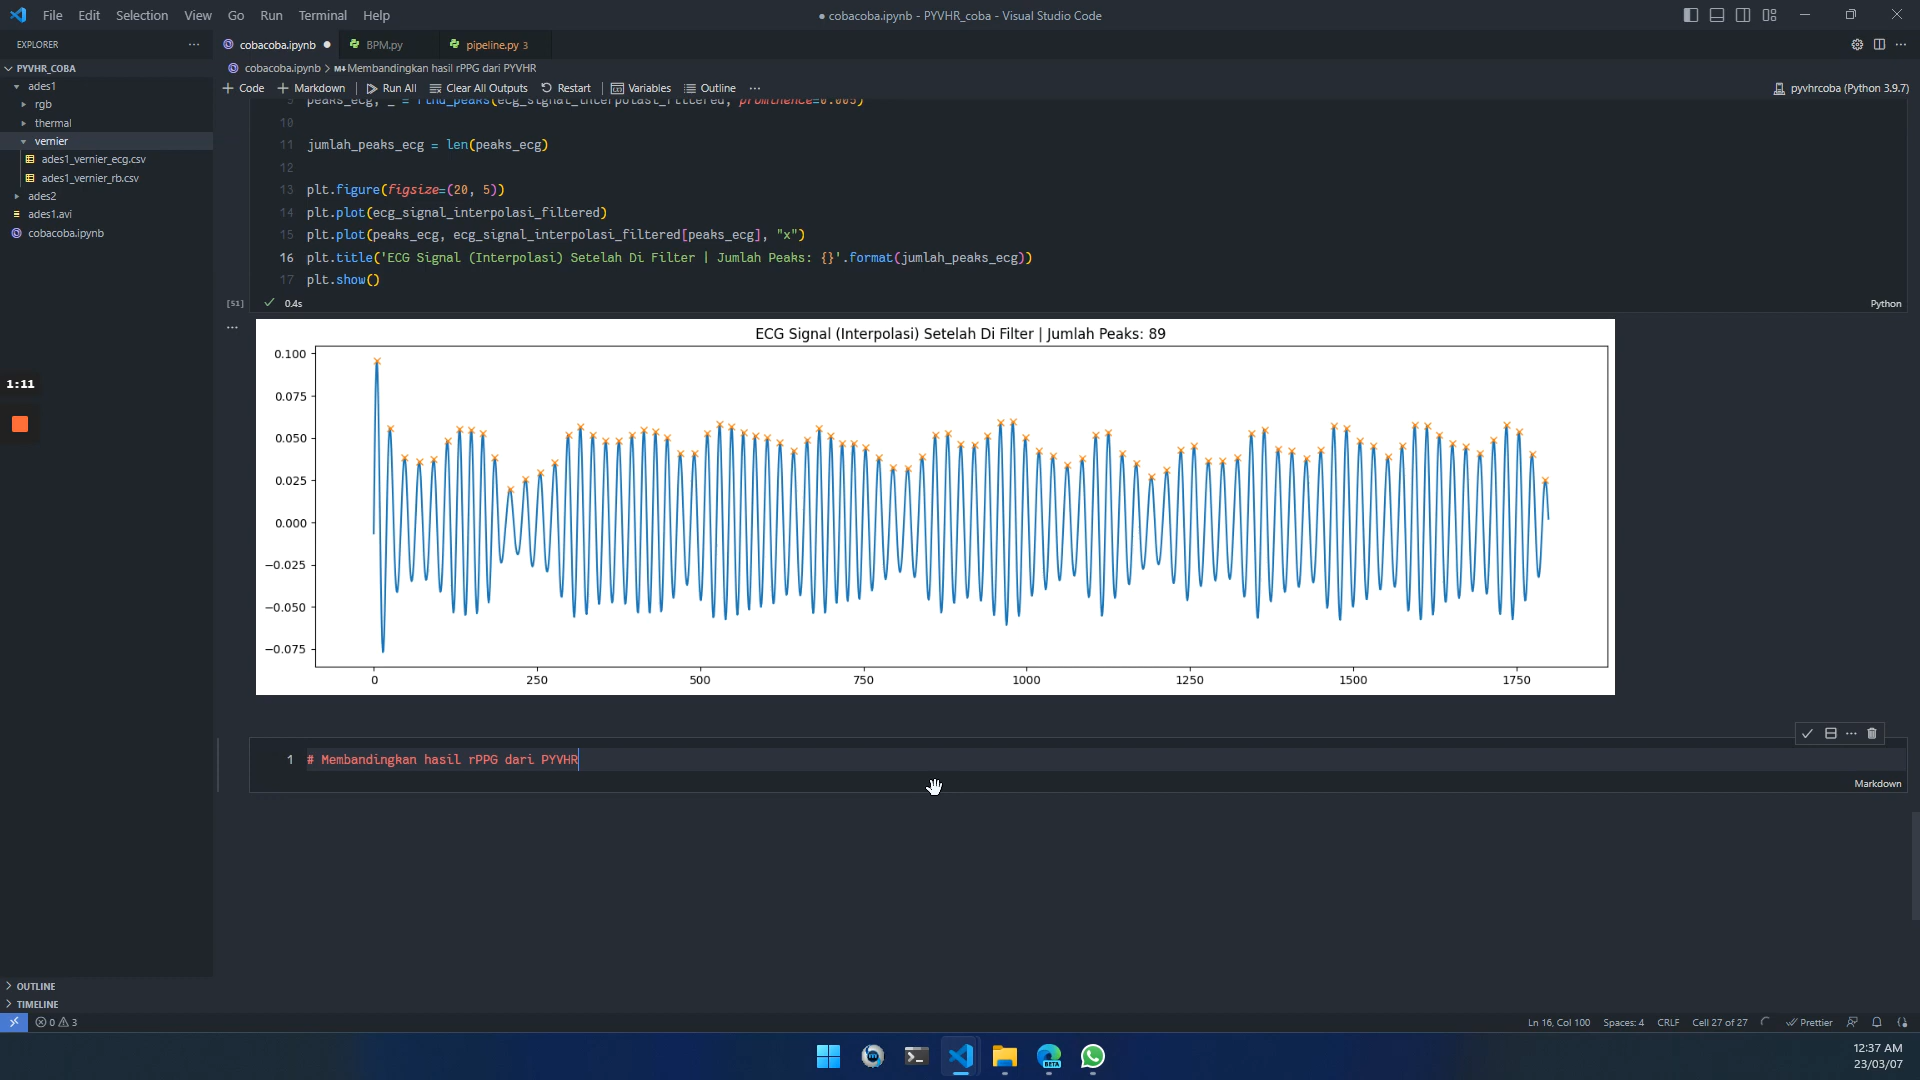 File Edit Selection View Go Run Terminal Help
● cobacoba.ipynb - PYVHR_coba - Visual Studio Code
EXPLORER
cobacoba.ipynb ● BPM.py pipeline.py 3
PYVHR_COBA
ades1
rgb
thermal
vernier
ades1_vernier_ecg.csv
ades1_vernier_rb.csv
ades2
ades1.avi
cobacoba.ipynb
cobacoba.ipynb > M↓Membandingkan hasil rPPG dari PYVHR
+ Code + Markdown Run All Clear All Outputs Restart Variables Outline ...
pyvhrcoba (Python 3.9.7)
9 peaks_ecg, _ = find_peaks(ecg_signal_interpolasi_filtered, prominence=0.005)
10
11 jumlah_peaks_ecg = len(peaks_ecg)
12
13 plt.figure(figsize=(20, 5))
14 plt.plot(ecg_signal_interpolasi_filtered)
15 plt.plot(peaks_ecg, ecg_signal_interpolasi_filtered[peaks_ecg], "x")
16 plt.title('ECG Signal (Interpolasi) Setelah Di Filter | Jumlah Peaks: {}'.format(jumlah_peaks_ecg))
17 plt.show()
[51] ✓ 0.4s
Python
ECG Signal (Interpolasi) Setelah Di Filter | Jumlah Peaks: 89
0.100
0.075
0.050
0.025
0.000
−0.025
−0.050
−0.075
0 250 500 750 1000 1250 1500 1750
1:11
1 # Membandingkan hasil rPPG dari PYVHR
Markdown
OUTLINE
TIMELINE
0 3
Ln 16, Col 100 Spaces: 4 CRLF Cell 27 of 27 Prettier
BETA
12:37 AM
23/03/07